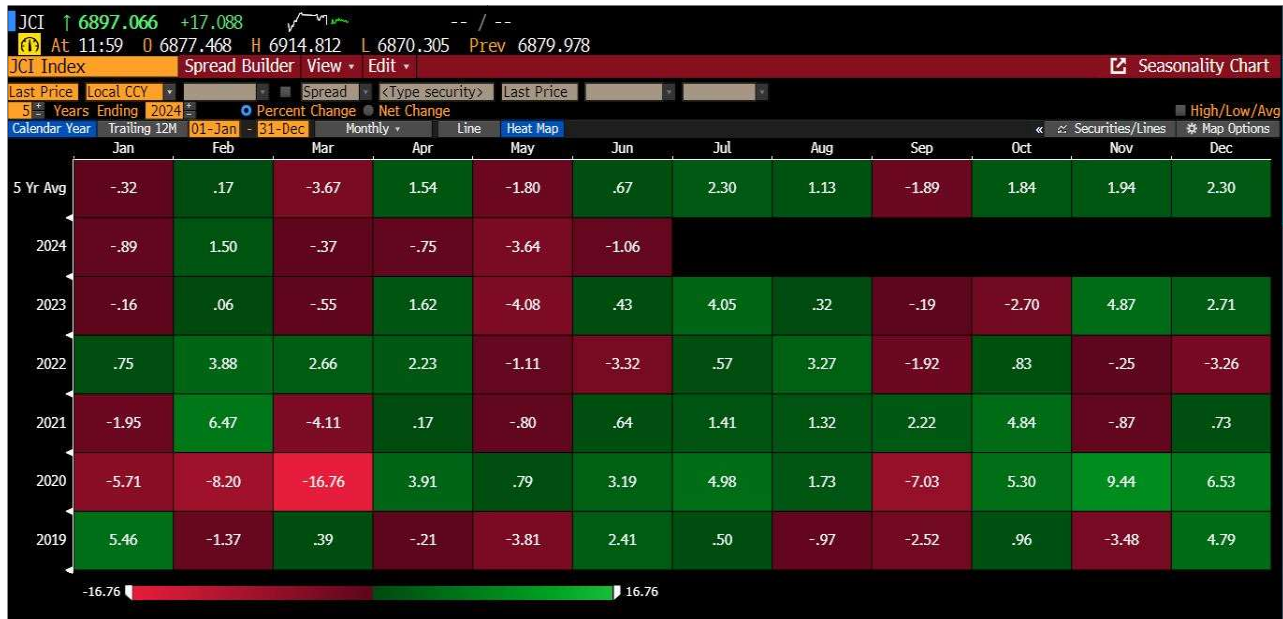 JCI ↑ 6897.066 +17.088 -- / --
At 11:59 O 6877.468 H 6914.812 L 6870.305 Prev 6879.978
JCI Index Spread Builder View Edit Seasonality Chart
Last Price Local CCY Spread <Type security> Last Price
5 Years Ending 2024 Percent Change Net Change High/Low/Avg
Calendar Year Trailing 12M 01-Jan - 31-Dec Monthly Line Heat Map « Securities/Lines Map Options
Jan Feb Mar Apr May Jun Jul Aug Sep Oct Nov Dec
5 Yr Avg -.32 .17 -3.67 1.54 -1.80 .67 2.30 1.13 -1.89 1.84 1.94 2.30
2024 -.89 1.50 -.37 -.75 -3.64 -1.06
2023 -.16 .06 -.55 1.62 -4.08 .43 4.05 .32 -.19 -2.70 4.87 2.71
2022 .75 3.88 2.66 2.23 -1.11 -3.32 .57 3.27 -1.92 .83 -.25 -3.26
2021 -1.95 6.47 -4.11 .17 -.80 .64 1.41 1.32 2.22 4.84 -.87 .73
2020 -5.71 -8.20 -16.76 3.91 .79 3.19 4.98 1.73 -7.03 5.30 9.44 6.53
2019 5.46 -1.37 .39 -.21 -3.81 2.41 .50 -.97 -2.52 .96 -3.48 4.79
-16.76 16.76